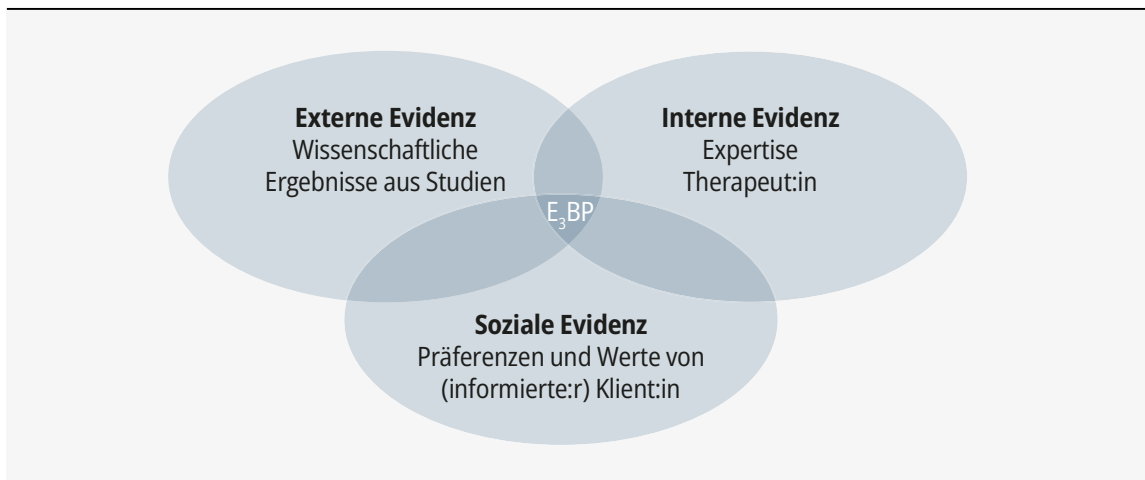 Externe Evidenz
Wissenschaftliche
Ergebnisse aus Studien
Interne Evidenz
Expertise
Therapeut:in
E₃BP
Soziale Evidenz
Präferenzen und Werte von
(informierte:r) Klient:in